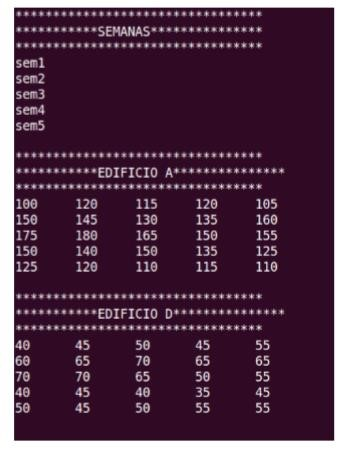 *********************************
***********SEMANAS***************
*********************************
sem1
sem2
sem3
sem4
sem5
*********************************
***********EDIFICIO A***************
*********************************
100 120 115 120 105
150 145 130 135 160
175 180 165 150 155
150 140 150 135 125
125 120 110 115 110
*********************************
***********EDIFICIO D***************
*********************************
40 45 50 45 55
60 65 70 65 65
70 70 65 50 55
40 45 40 35 45
50 45 50 55 55